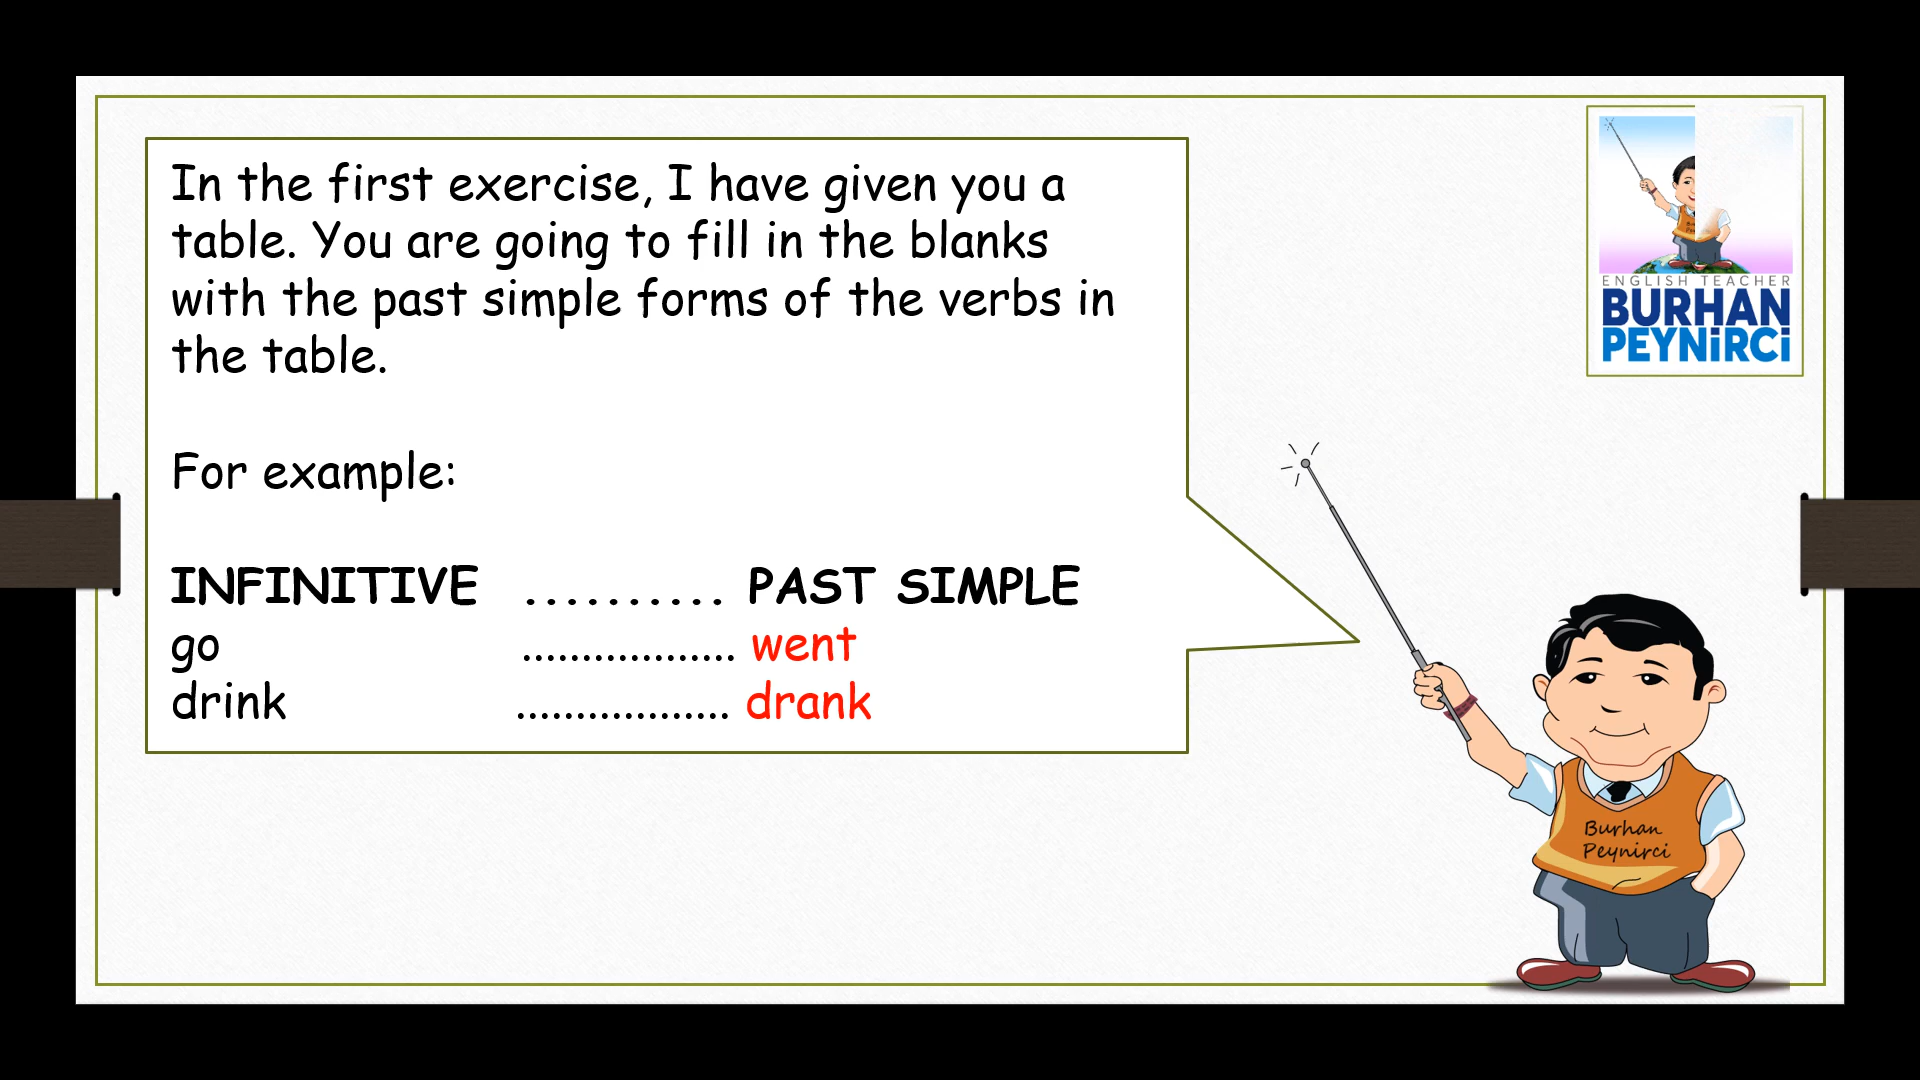 In the first exercise, I have given you a
table. You are going to fill in the blanks
with the past simple forms of the verbs in
the table.
For example:
INFINITIVE .......... PAST SIMPLE
go .................. went
drink .................. drank
ENGLISH TEACHER
BURHAN
PEYNiRCi
Burhan
Peynirci